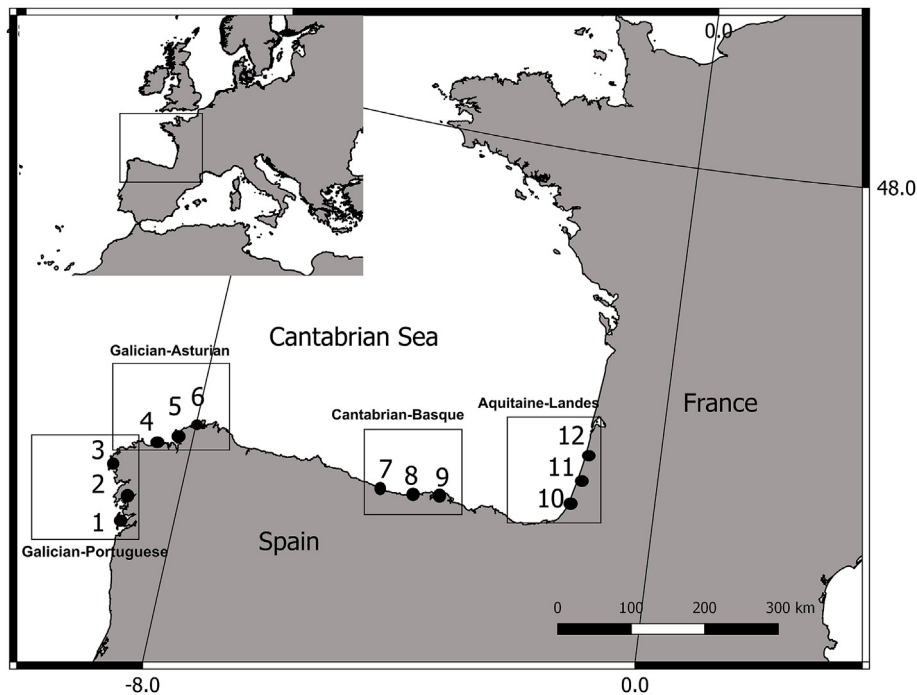 0.0
48.0
Cantabrian Sea
Galician-Asturian
6
5
4
Aquitaine-Landes
France
Cantabrian-Basque
12
3
11
7 8 9
2
10
1
Spain
Galician-Portuguese
0 100 200 300 km
-8.0 0.0